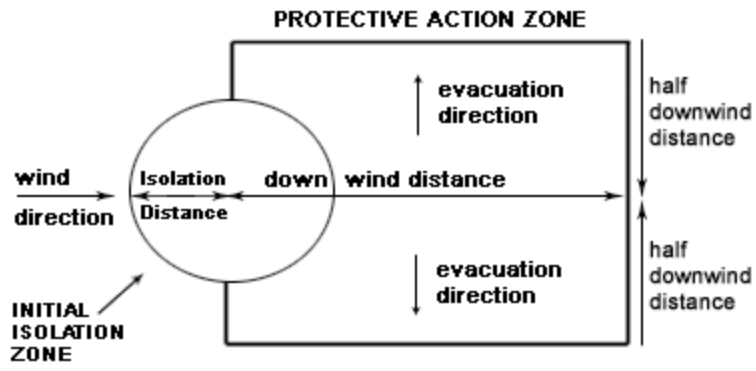 PROTECTIVE ACTION ZONE
evacuation
direction
half
downwind
distance
wind
direction
Isolation
Distance
down wind distance
evacuation
direction
half
downwind
distance
INITIAL
ISOLATION
ZONE